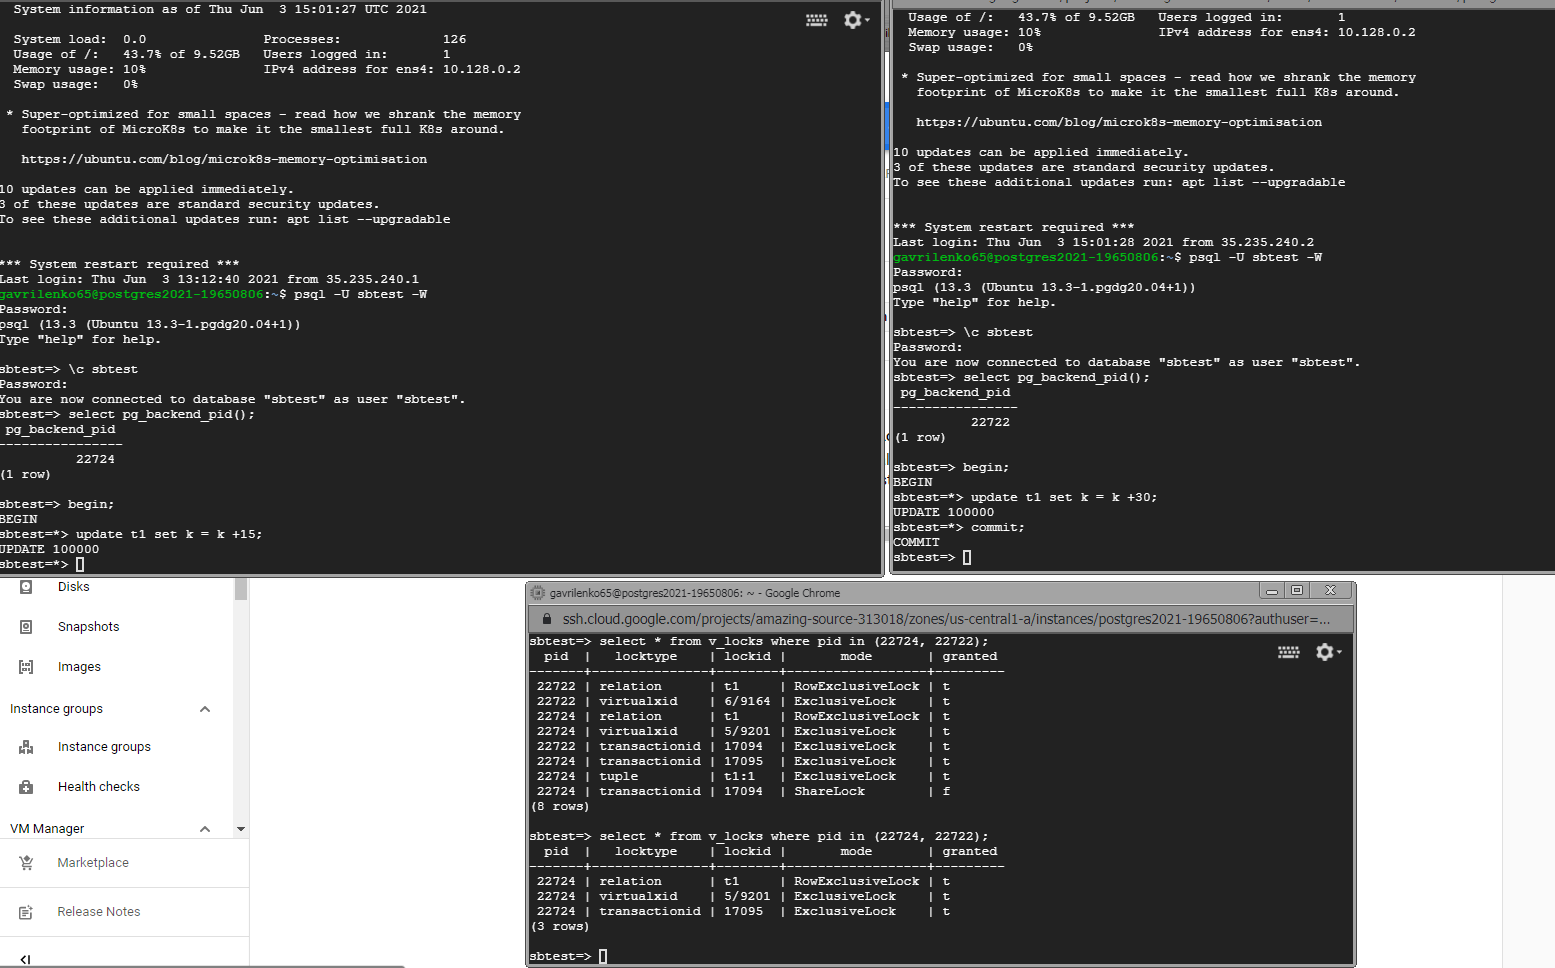 System information as of Thu Jun  3 15:01:27 UTC 2021
System load:  0.0                Processes:             126
Usage of /:   43.7% of 9.52GB   Users logged in:       1
Memory usage: 10%               IPv4 address for ens4: 10.128.0.2
Swap usage:   0%
* Super-optimized for small spaces - read how we shrank the memory
footprint of MicroK8s to make it the smallest full K8s around.
https://ubuntu.com/blog/microk8s-memory-optimisation
10 updates can be applied immediately.
3 of these updates are standard security updates.
To see these additional updates run: apt list --upgradable
*** System restart required ***
Last login: Thu Jun  3 13:12:40 2021 from 35.235.240.1
gavrilenko65@postgres2021-19650806:~$ psql -U sbtest -W
Password:
psql (13.3 (Ubuntu 13.3-1.pgdg20.04+1))
Type "help" for help.
sbtest=> \c sbtest
Password:
You are now connected to database "sbtest" as user "sbtest".
sbtest=> select pg_backend_pid();
pg_backend_pid
----------------
22724
(1 row)
sbtest=> begin;
BEGIN
sbtest=*> update t1 set k = k +15;
UPDATE 100000
sbtest=*>
Usage of /:   43.7% of 9.52GB   Users logged in:       1
Memory usage: 10%               IPv4 address for ens4: 10.128.0.2
Swap usage:   0%
* Super-optimized for small spaces - read how we shrank the memory
footprint of MicroK8s to make it the smallest full K8s around.
https://ubuntu.com/blog/microk8s-memory-optimisation
10 updates can be applied immediately.
3 of these updates are standard security updates.
To see these additional updates run: apt list --upgradable
*** System restart required ***
Last login: Thu Jun  3 15:01:28 2021 from 35.235.240.2
gavrilenko65@postgres2021-19650806:~$ psql -U sbtest -W
Password:
psql (13.3 (Ubuntu 13.3-1.pgdg20.04+1))
Type "help" for help.
sbtest=> \c sbtest
Password:
You are now connected to database "sbtest" as user "sbtest".
sbtest=> select pg_backend_pid();
pg_backend_pid
----------------
22722
(1 row)
sbtest=> begin;
BEGIN
sbtest=*> update t1 set k = k +30;
UPDATE 100000
sbtest=*> commit;
COMMIT
sbtest=>
Disks
Snapshots
Images
Instance groups
Instance groups
Health checks
VM Manager
Marketplace
Release Notes
gavrilenko65@postgres2021-19650806: ~ - Google Chrome
ssh.cloud.google.com/projects/amazing-source-313018/zones/us-central1-a/instances/postgres2021-19650806?authuser=...
sbtest=> select * from v_locks where pid in (22724, 22722);
pid  |   locktype    | lockid |       mode       | granted
-------+---------------+--------+------------------+---------
22722 | relation      | t1     | RowExclusiveLock | t
22722 | virtualxid    | 6/9164 | ExclusiveLock    | t
22724 | relation      | t1     | RowExclusiveLock | t
22724 | virtualxid    | 5/9201 | ExclusiveLock    | t
22722 | transactionid | 17094  | ExclusiveLock    | t
22724 | transactionid | 17095  | ExclusiveLock    | t
22724 | tuple         | t1:1   | ExclusiveLock    | t
22724 | transactionid | 17094  | ShareLock        | f
(8 rows)
sbtest=> select * from v_locks where pid in (22724, 22722);
pid  |   locktype    | lockid |       mode       | granted
-------+---------------+--------+------------------+---------
22724 | relation      | t1     | RowExclusiveLock | t
22724 | virtualxid    | 5/9201 | ExclusiveLock    | t
22724 | transactionid | 17095  | ExclusiveLock    | t
(3 rows)
sbtest=>